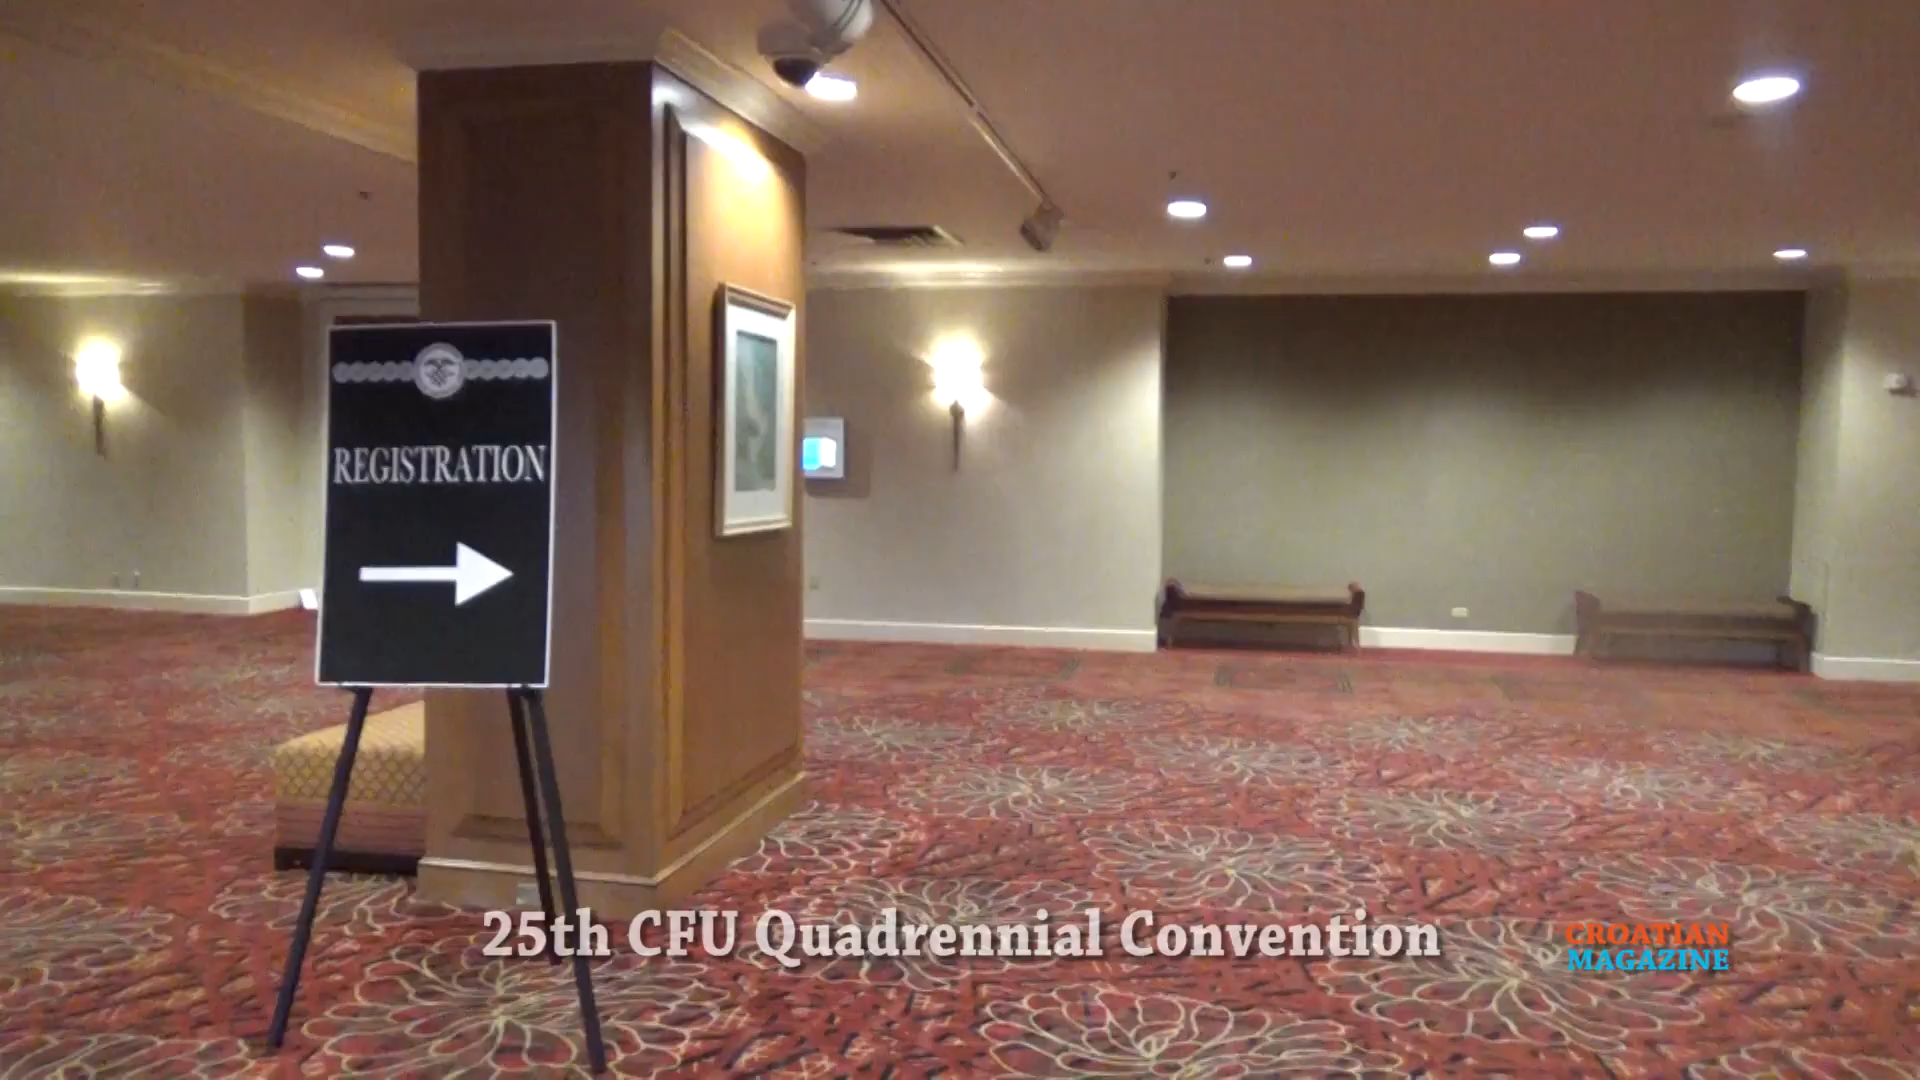 REGISTRATION
25th CFU Quadrennial Convention
CROATIAN
MAGAZINE